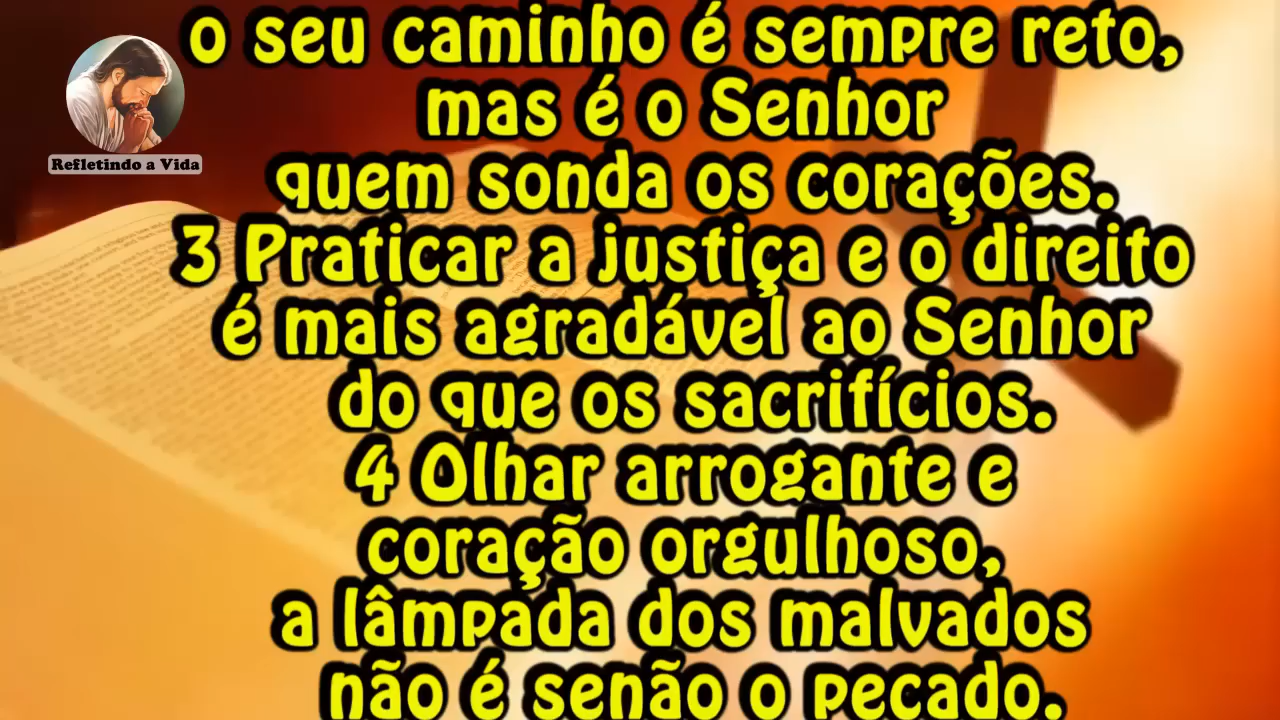 o seu caminho é sempre reto,
mas é o Senhor
quem sonda os corações.
3 Praticar a justiça e o direito
é mais agradável ao Senhor
do que os sacrifícios.
4 Olhar arrogante e
coração orgulhoso,
a lâmpada dos malvados
não é senão o pecado.
Refletindo a Vida